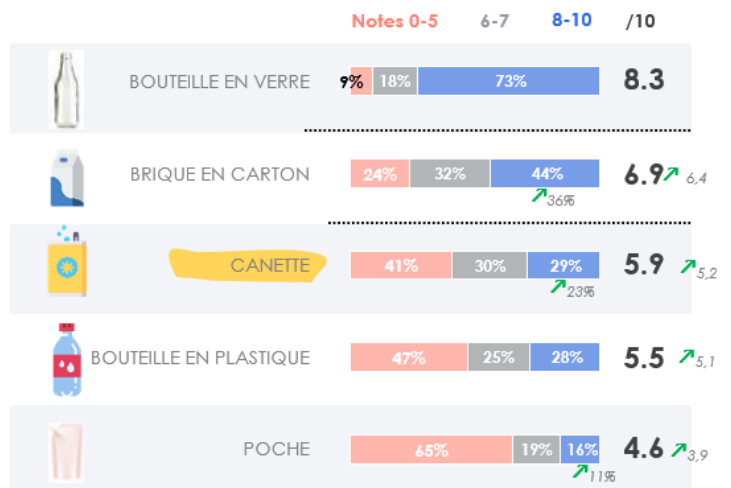 Notes 0-5 6-7 8-10 /10
BOUTEILLE EN VERRE 9% 18% 73% 8.3
BRIQUE EN CARTON 24% 32% 44% 6.9 6,4
36%
CANETTE 41% 30% 29% 5.9 5,2
23%
BOUTEILLE EN PLASTIQUE 47% 25% 28% 5.5 5,1
POCHE 65% 19% 16% 4.6 3,9
11%